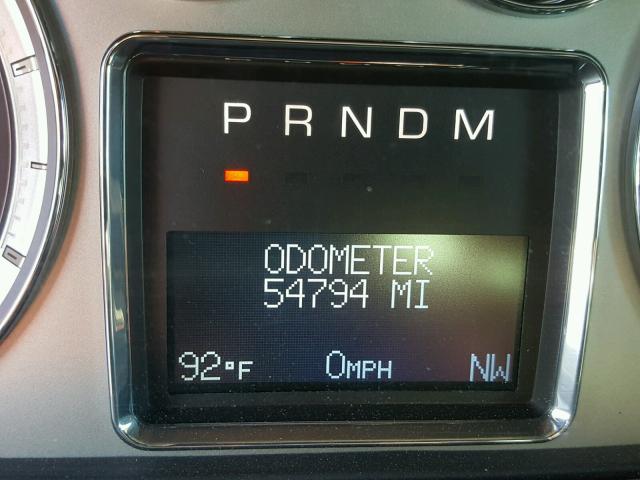 P R N D M
ODOMETER
54794 MI
92°F 0MPH NW